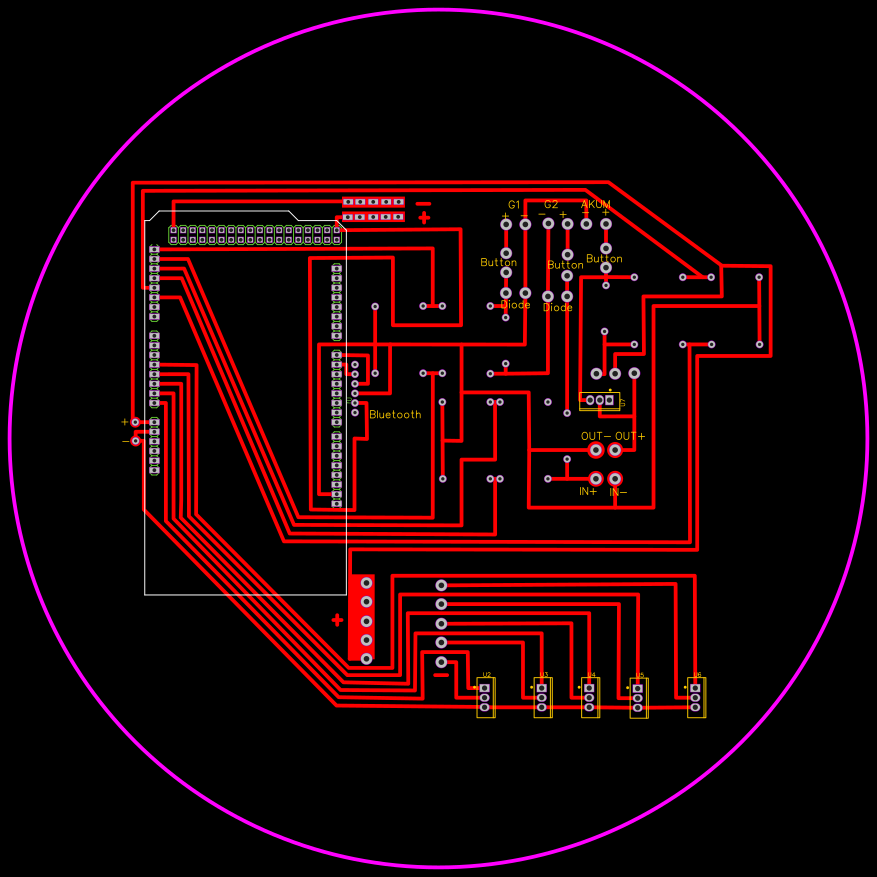 G1 G2 AKUM
+ − − + − +
−
+
Button Button Button
Diode Diode
Bluetooth
+
−
OUT− OUT+
IN+ IN−
+
−
U2 U3 U4 U5 U6